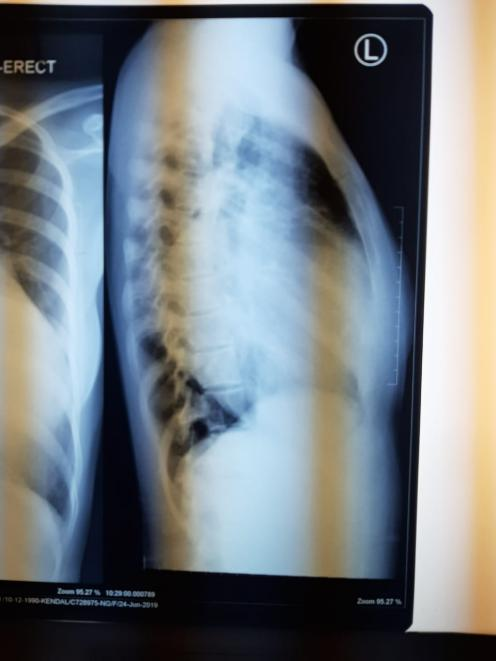 -ERECT
L
Zoom 95.27 % 10:29:00.000789
10-12-1990-KENDAL/C728975-NG/F/24-Jun-2019
Zoom 95.27 %